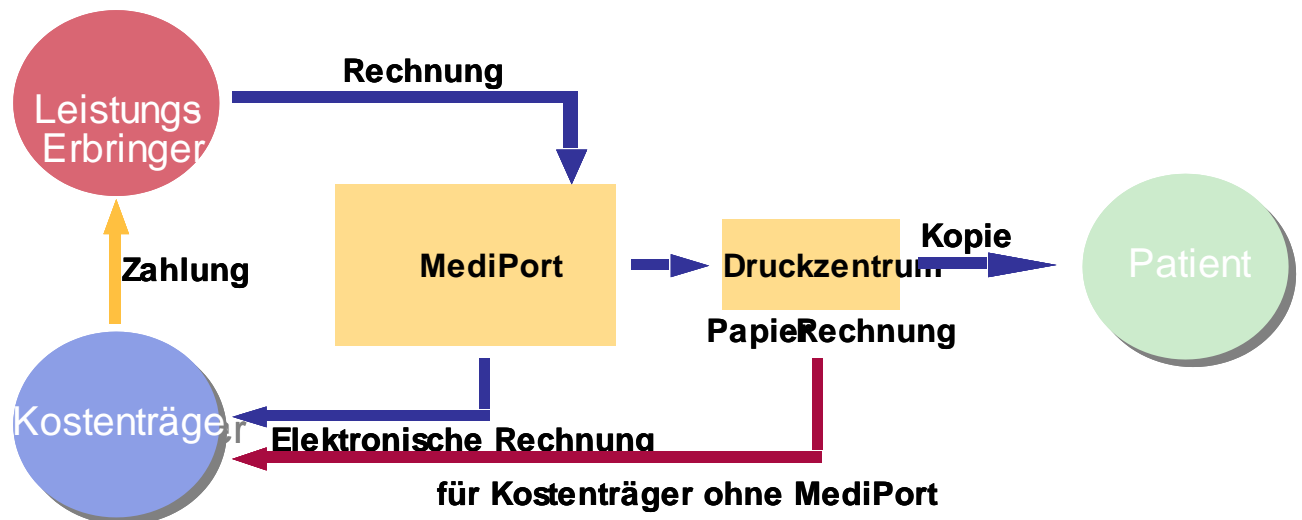 Rechnung
Leistungs
Erbringer
Kopie
Zahlung
MediPort
Druckzentrum
Patient
PapierRechnung
Kostenträger
Elektronische Rechnung
für Kostenträger ohne MediPort